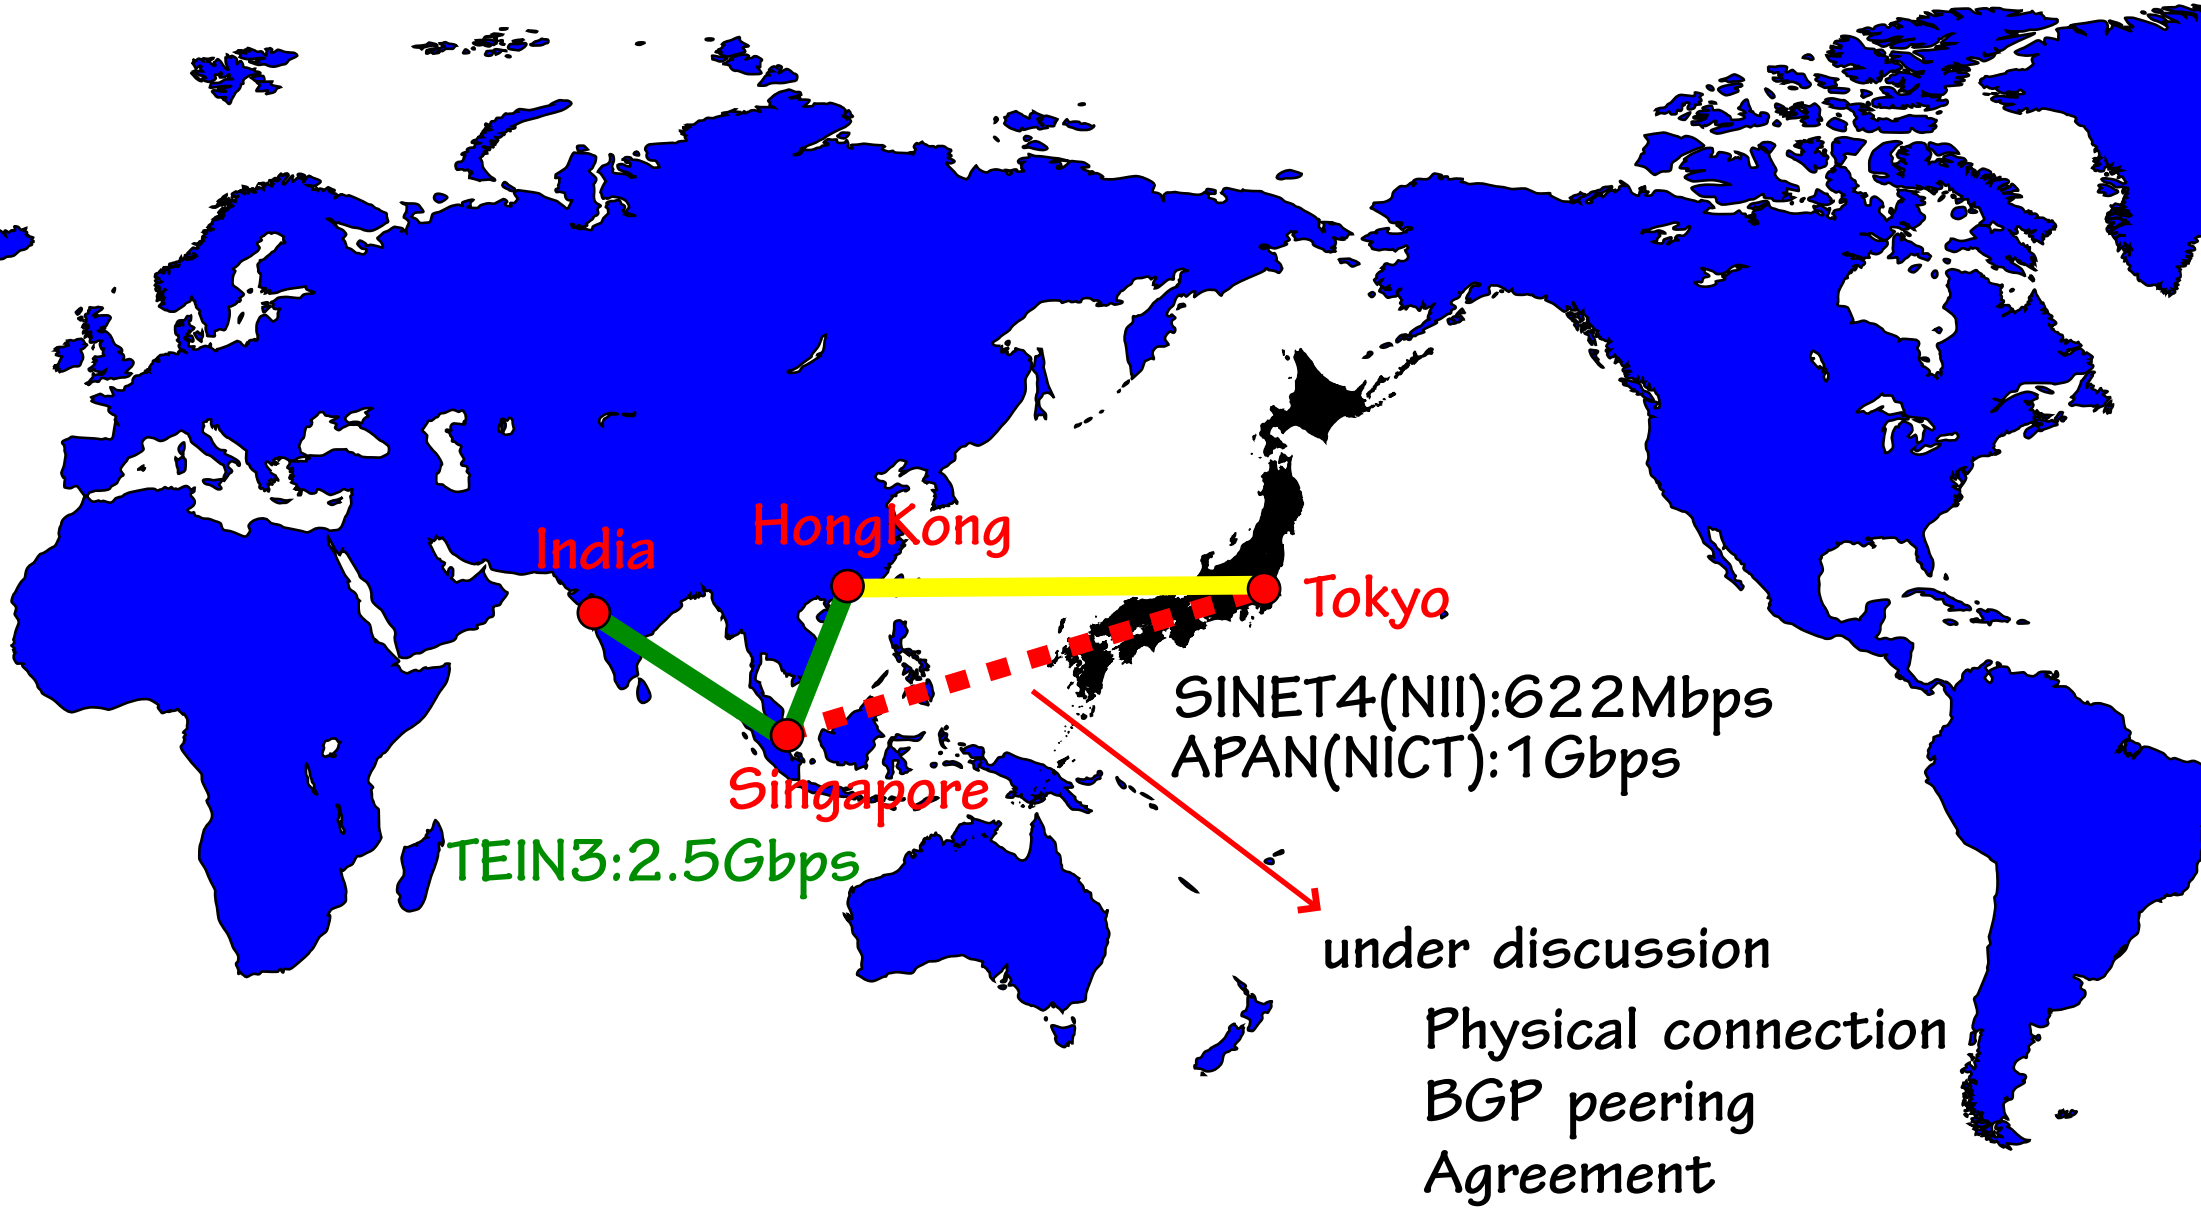 HongKong
India
Tokyo
SINET4(NII):622Mbps
APAN(NICT):1Gbps
Singapore
TEIN3:2.5Gbps
under discussion
Physical connection
BGP peering
Agreement